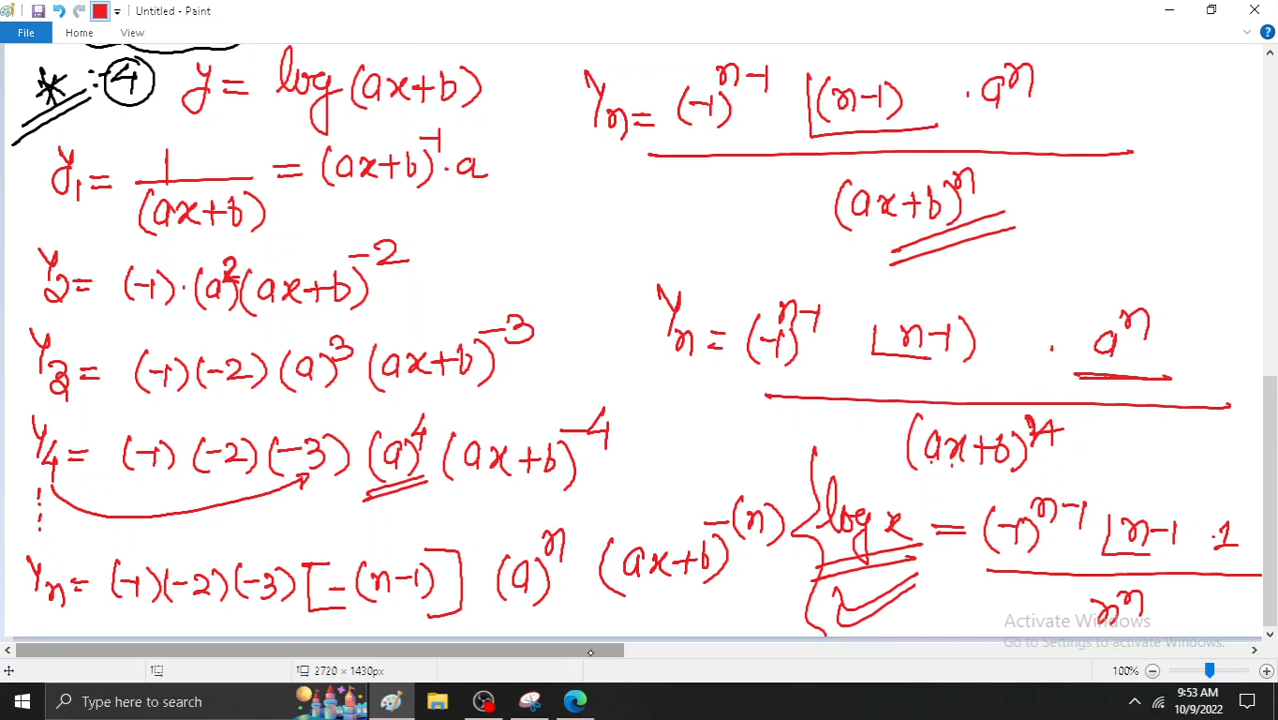 Untitled - Paint
File Home View
* :- 4 y = log(ax+b)
y₁ = 1/(ax+b) = (ax+b)⁻¹ · a
y₂ = (-1)·(a²)(ax+b)⁻²
y₃ = (-1)(-2)(a)³(ax+b)⁻³
y₄ = (-1)(-2)(-3)(a)⁴(ax+b)⁻⁴
yₙ = (-1)(-2)(-3)[-(n-1)] (a)ⁿ (ax+b)^-(n)
yₙ = (-1)ⁿ⁻¹ |(n-1) · aⁿ
(ax+b)ⁿ
yₙ = (-1)ⁿ⁻¹ |n-1) · aⁿ
(ax+b)
log x = (-1)ⁿ⁻¹ |n-1 · 1
Activate Windows
Go to Settings to activate Windows.
2720 × 1430px
100%
Type here to search
9:53 AM
10/9/2022